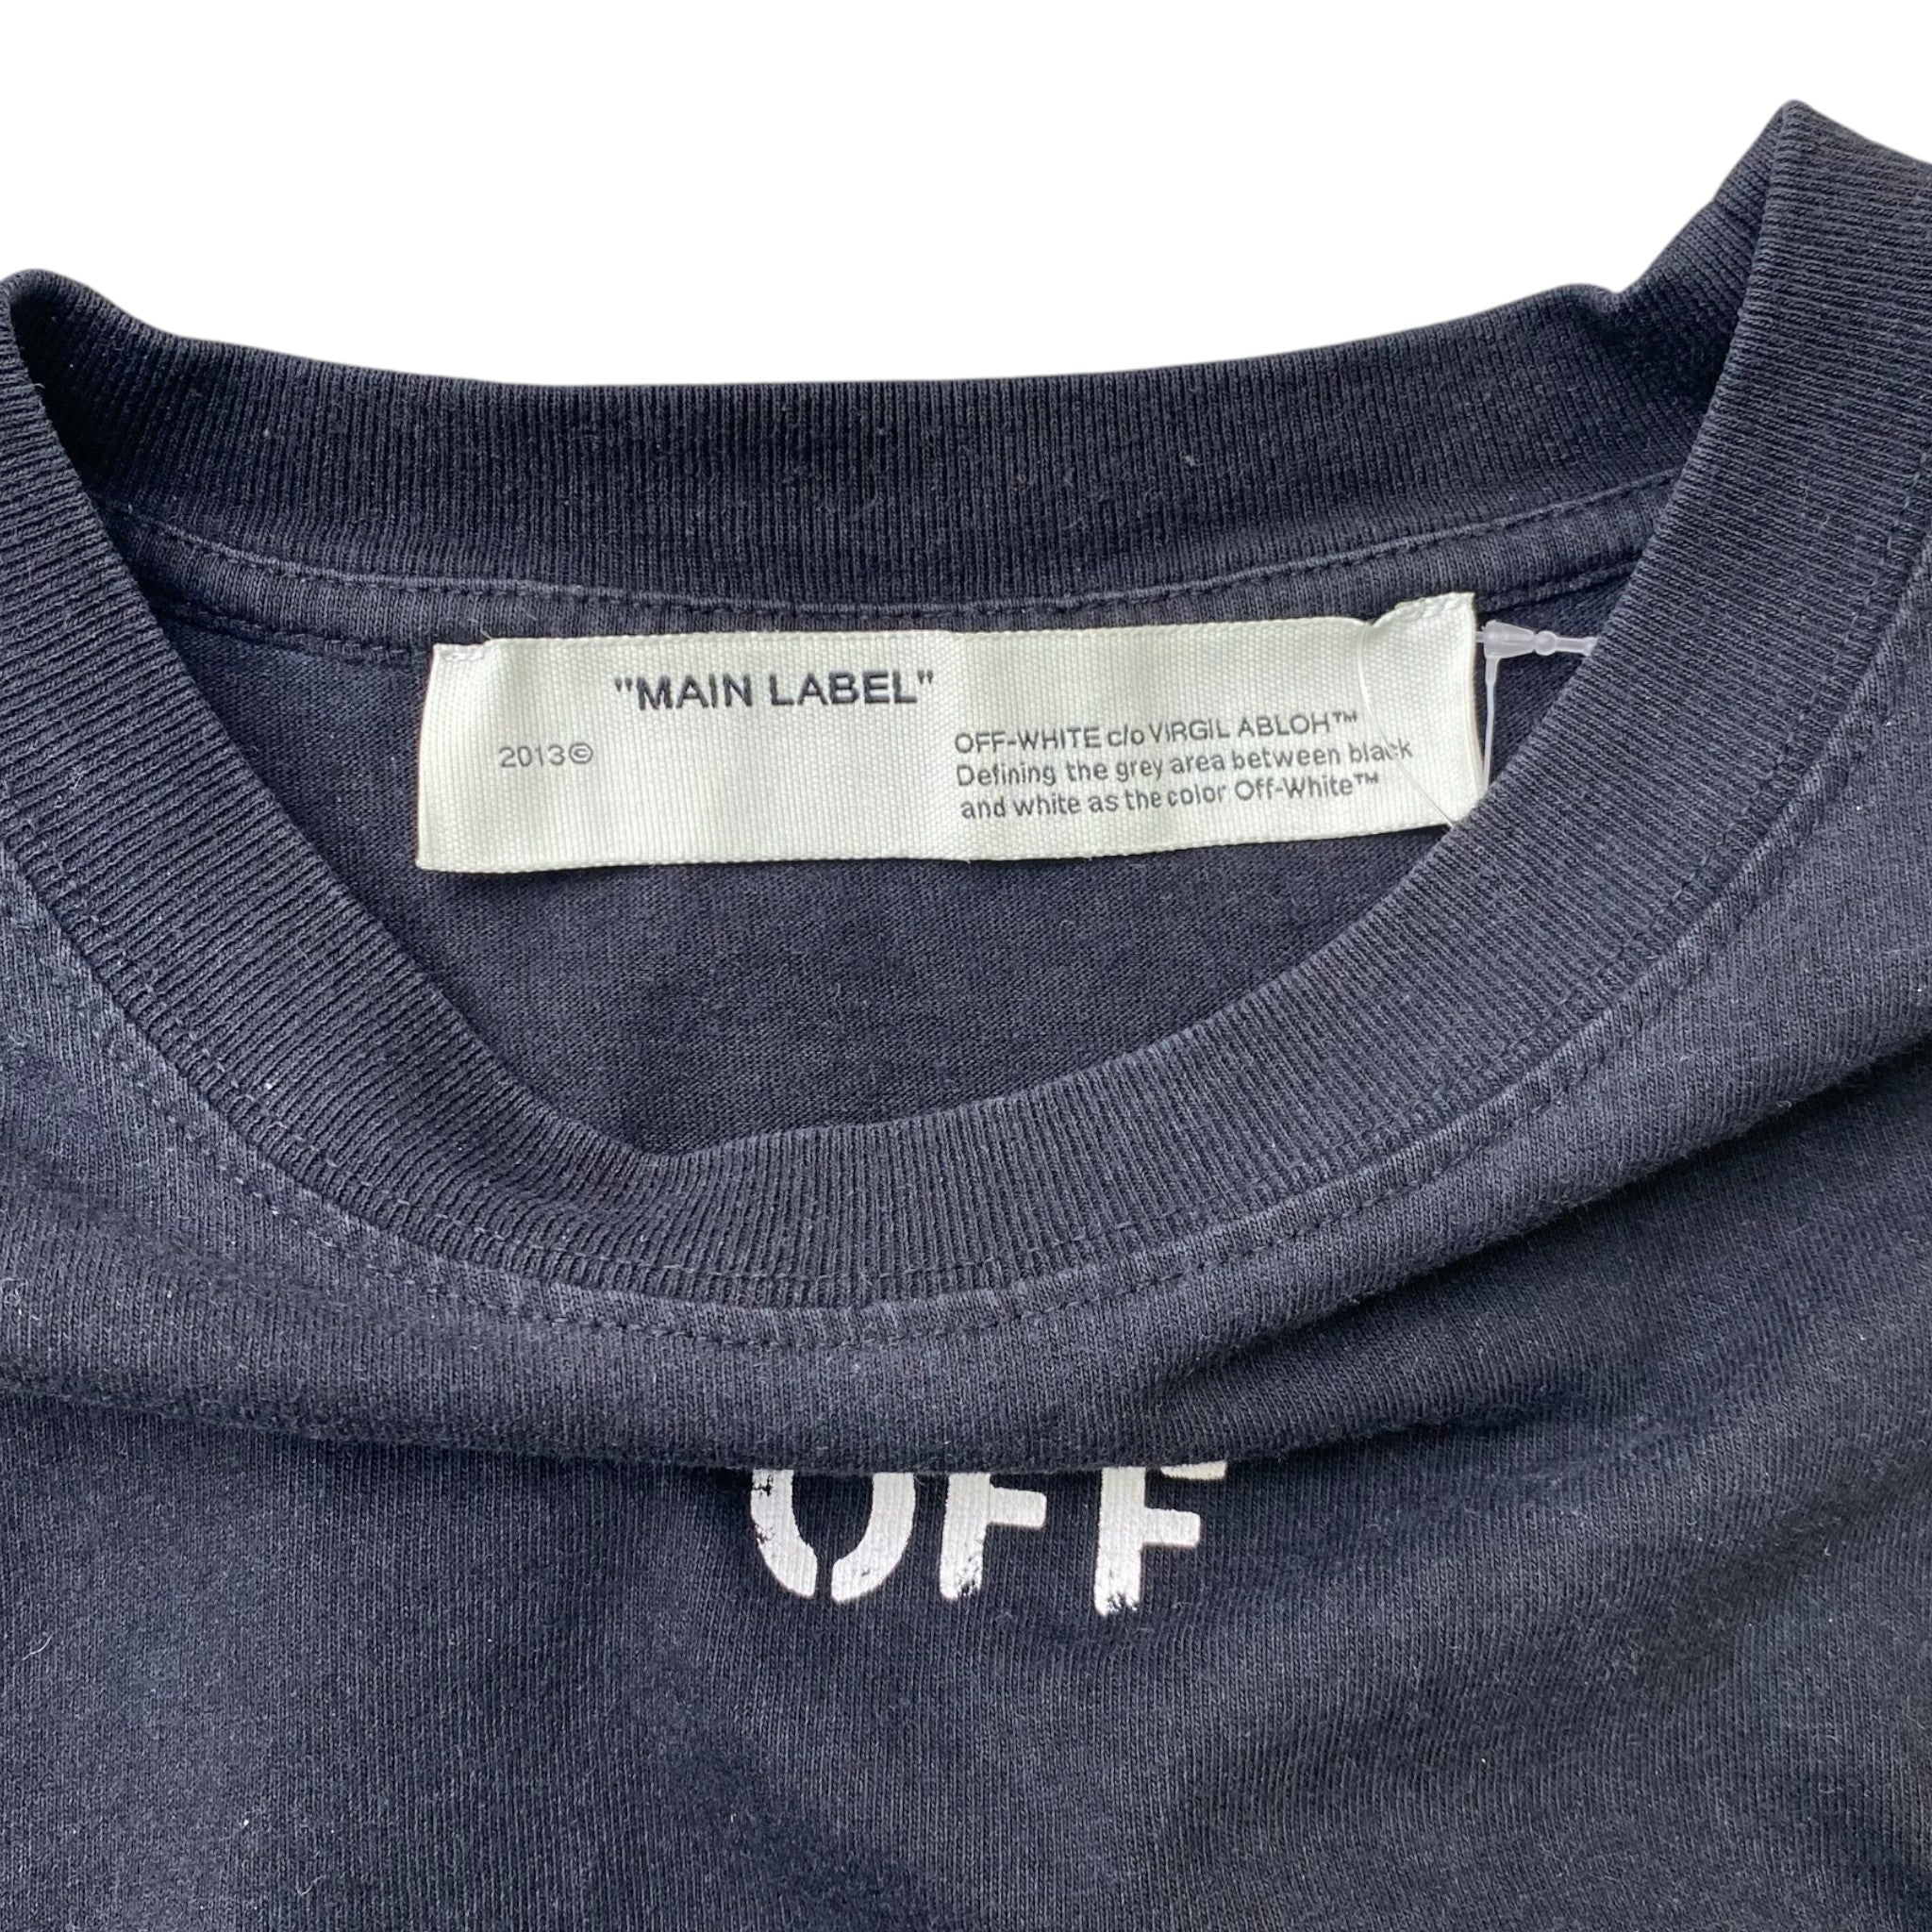 "MAIN LABEL"
2013©
OFF-WHITE c/o VIRGIL ABLOH™
Defining the grey area between black
and white as the color Off-White™
OFF